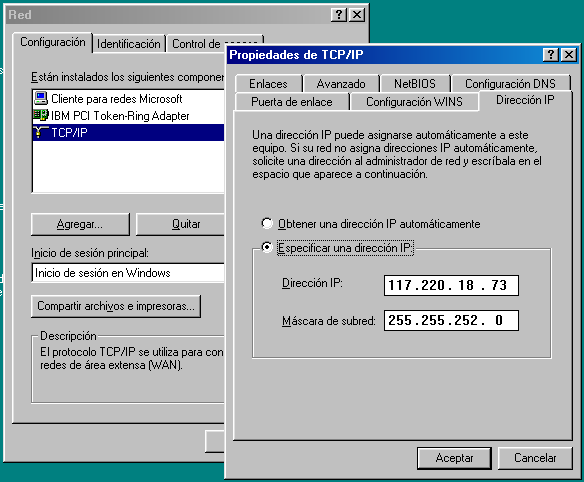 Red
Configuración
Identificación
Control de acceso
Están instalados los siguientes component
Cliente para redes Microsoft
IBM PCI Token-Ring Adapter
TCP/IP
Agregar...
Quitar
Inicio de sesión principal:
Inicio de sesión en Windows
Compartir archivos e impresoras...
Descripción
El protocolo TCP/IP se utiliza para con
redes de área extensa (WAN).
Propiedades de TCP/IP
Enlaces
Avanzado
NetBIOS
Configuración DNS
Puerta de enlace
Configuración WINS
Dirección IP
Una dirección IP puede asignarse automáticamente a este
equipo. Si su red no asigna direcciones IP automáticamente,
solicite una dirección al administrador de red y escríbala en el
espacio que aparece a continuación.
Obtener una dirección IP automáticamente
Especificar una dirección IP:
Dirección IP:
117.220. 18 . 73
Máscara de subred:
255.255.252. 0
Aceptar
Cancelar